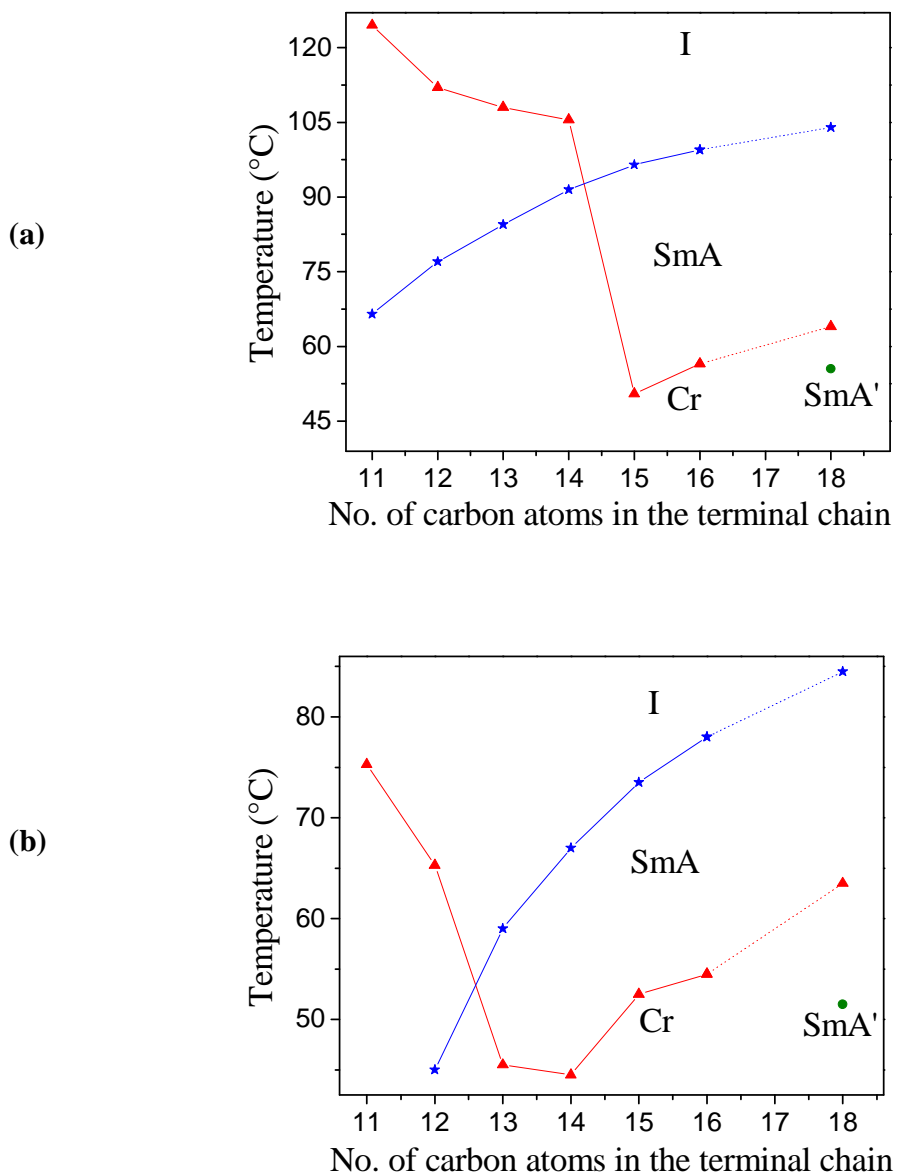 (a)
Temperature (°C)
120
105
90
75
60
45
I
SmA
Cr
SmA'
11 12 13 14 15 16 17 18
No. of carbon atoms in the terminal chain
(b)
Temperature (°C)
80
70
60
50
I
SmA
Cr
SmA'
11 12 13 14 15 16 17 18
No. of carbon atoms in the terminal chain